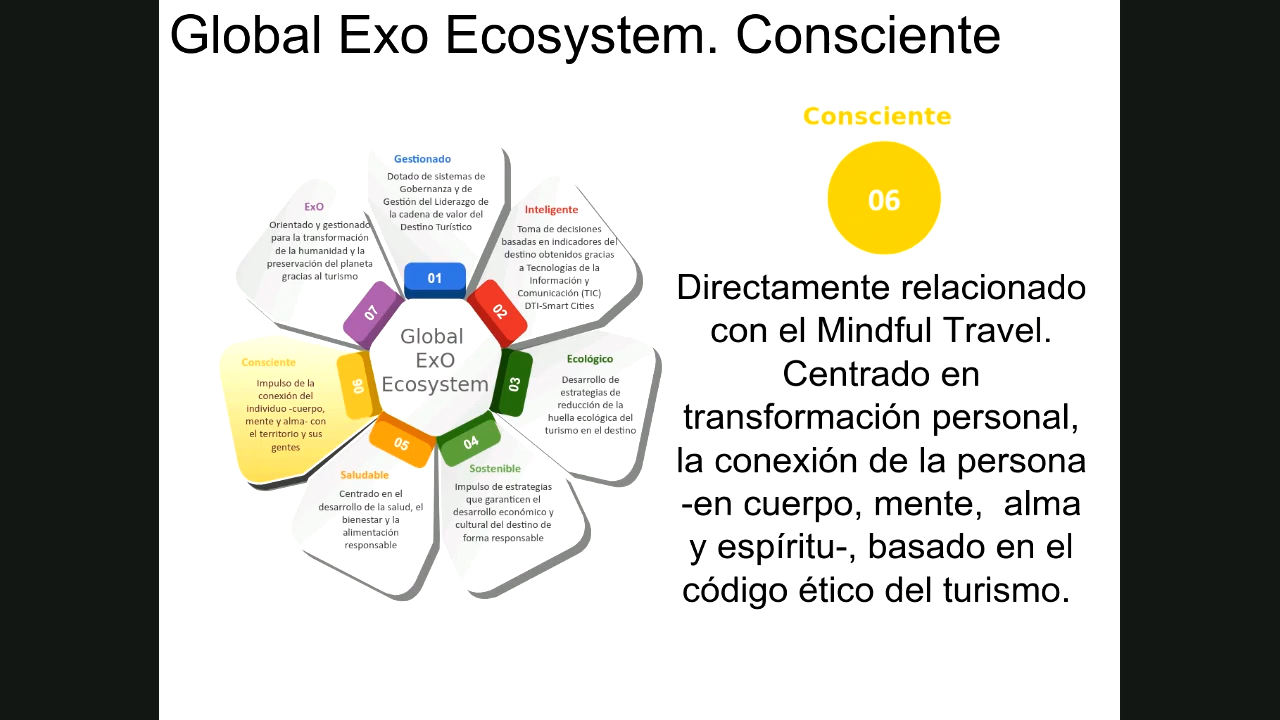 Global Exo Ecosystem. Consciente
Gestionado
Dotado de sistemas de
Gobernanza y de
Gestión del Liderazgo de
la cadena de valor del
Destino Turístico
01
Inteligente
Toma de decisiones
basadas en indicadores del
destino obtenidos gracias
a Tecnologías de la
Información y
Comunicación (TIC)
DTI-Smart Cities
02
Ecológico
Desarrollo de
estrategias de
reducción de la
huella ecológica del
turismo en el destino
03
Sostenible
Impulso de estrategias
que garanticen el
desarrollo económico y
cultural del destino de
forma responsable
04
Saludable
Centrado en el
desarrollo de la salud, el
bienestar y la
alimentación
responsable
05
Consciente
Impulso de la
conexión del
individuo -cuerpo,
mente y alma- con
el territorio y sus
gentes
06
ExO
Orientado y gestionado
para la transformación
de la humanidad y la
preservación del planeta
gracias al turismo
07
Global
ExO
Ecosystem
Consciente
06
Directamente relacionado
con el Mindful Travel.
Centrado en
transformación personal,
la conexión de la persona
-en cuerpo, mente,  alma
y espíritu-, basado en el
código ético del turismo.